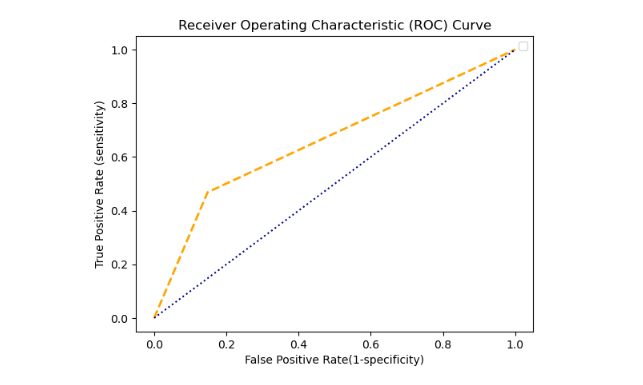 Receiver Operating Characteristic (ROC) Curve
1.0
0.8
0.6
0.4
0.2
0.0
True Positive Rate (sensitivity)
0.0 0.2 0.4 0.6 0.8 1.0
False Positive Rate(1-specificity)